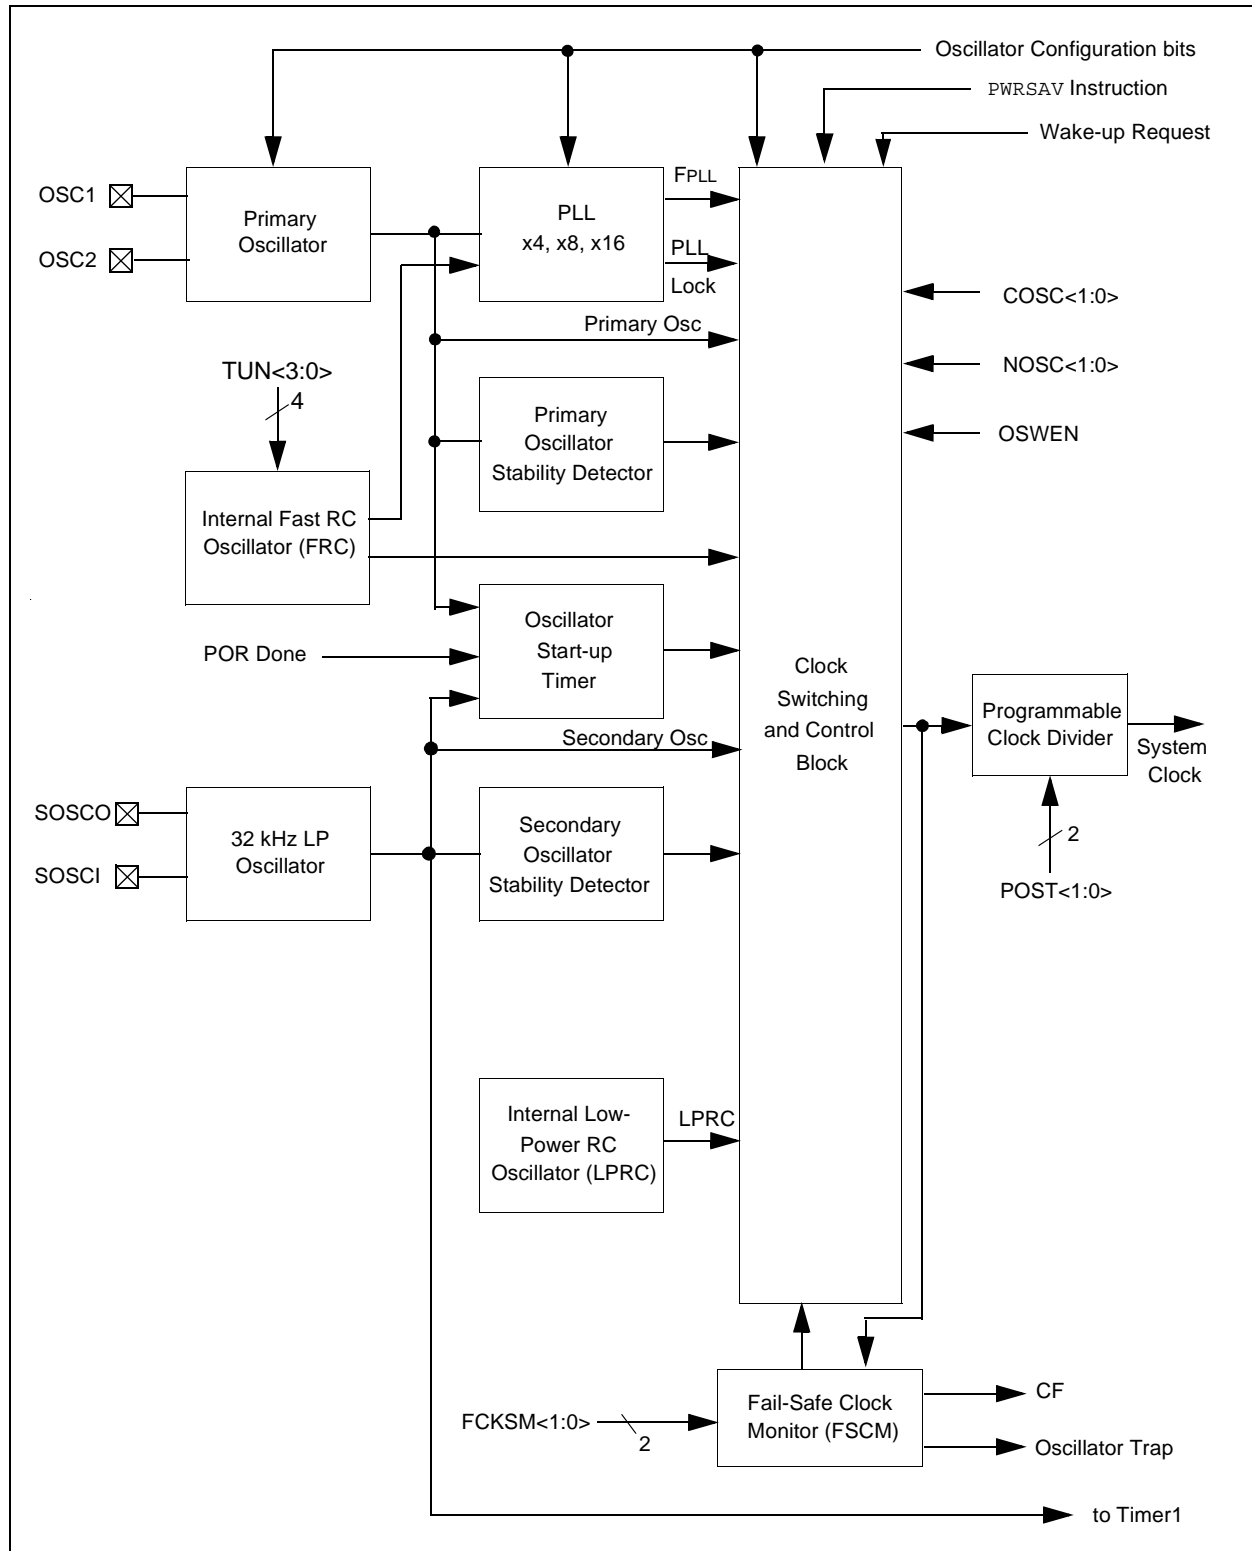 Oscillator Configuration bits
PWRSAV Instruction
Wake-up Request
OSC1
OSC2
Primary
Oscillator
PLL
x4, x8, x16
FPLL
PLL
Lock
COSC<1:0>
Primary Osc
NOSC<1:0>
TUN<3:0>
4
Primary
Oscillator
Stability Detector
OSWEN
Internal Fast RC
Oscillator (FRC)
Oscillator
Start-up
Timer
POR Done
Clock
Switching
and Control
Block
Programmable
Clock Divider
System
Clock
Secondary Osc
SOSCO
SOSCI
32 kHz LP
Oscillator
Secondary
Oscillator
Stability Detector
2
POST<1:0>
Internal Low-
Power RC
Oscillator (LPRC)
LPRC
FCKSM<1:0>
2
Fail-Safe Clock
Monitor (FSCM)
CF
Oscillator Trap
to Timer1